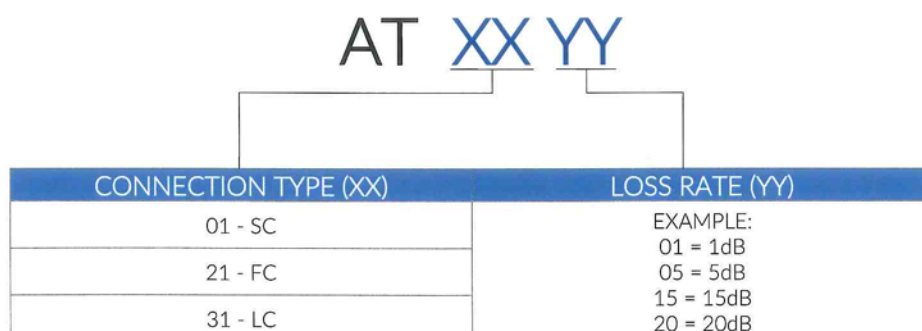 AT XX YY
CONNECTION TYPE (XX)
LOSS RATE (YY)
01 - SC
21 - FC
31 - LC
EXAMPLE:
01 = 1dB
05 = 5dB
15 = 15dB
20 = 20dB